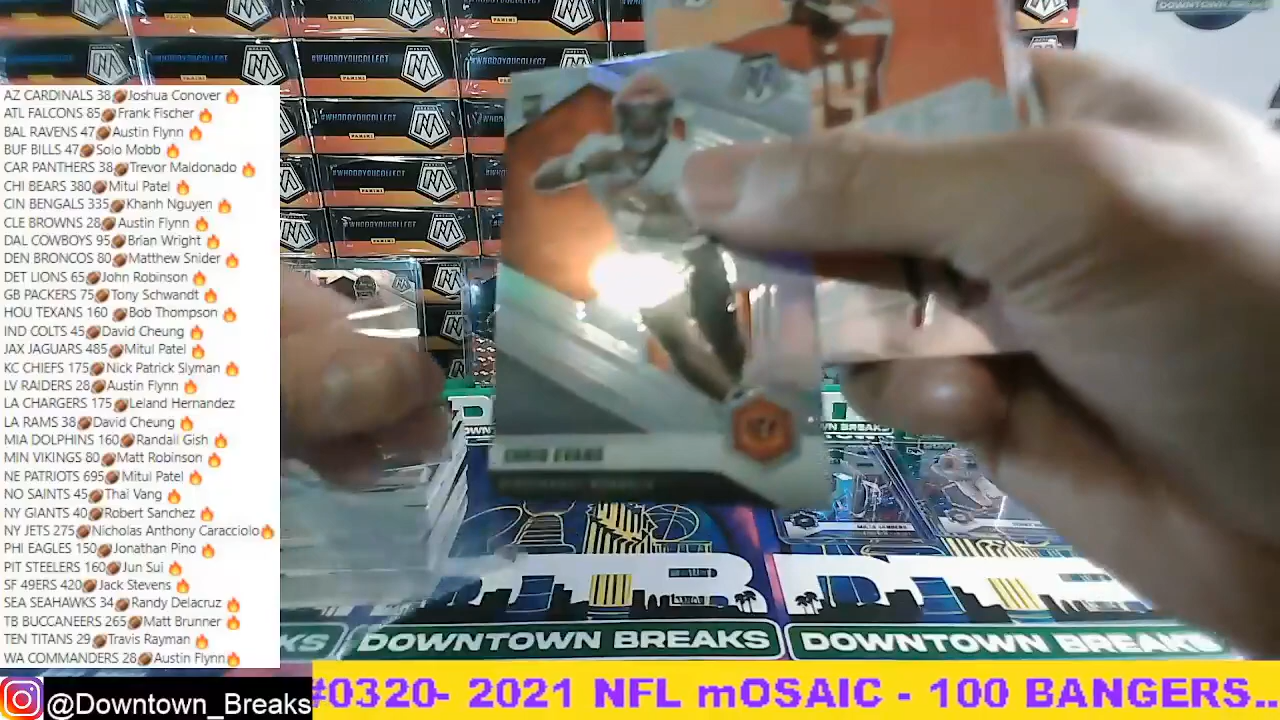 AZ CARDINALS 38🏈Joshua Conover 🔥
ATL FALCONS 85🏈Frank Fischer 🔥
BAL RAVENS 47🏈Austin Flynn 🔥
BUF BILLS 47🏈Solo Mobb 🔥
CAR PANTHERS 38🏈Trevor Maldonado 🔥
CHI BEARS 380🏈Mitul Patel 🔥
CIN BENGALS 335🏈Khanh Nguyen 🔥
CLE BROWNS 28🏈Austin Flynn 🔥
DAL COWBOYS 95🏈Brian Wright 🔥
DEN BRONCOS 80🏈Matthew Snider 🔥
DET LIONS 65🏈John Robinson 🔥
GB PACKERS 75🏈Tony Schwandt 🔥
HOU TEXANS 160 🏈Bob Thompson 🔥
IND COLTS 45🏈David Cheung 🔥
JAX JAGUARS 485🏈Mitul Patel 🔥
KC CHIEFS 175🏈Nick Patrick Slyman 🔥
LV RAIDERS 28🏈Austin Flynn 🔥
LA CHARGERS 175🏈Leland Hernandez
LA RAMS 38🏈David Cheung 🔥
MIA DOLPHINS 160🏈Randall Gish 🔥
MIN VIKINGS 80🏈Matt Robinson 🔥
NE PATRIOTS 695🏈Mitul Patel 🔥
NO SAINTS 45🏈Thai Vang 🔥
NY GIANTS 40🏈Robert Sanchez 🔥
NY JETS 275🏈Nicholas Anthony Caracciolo🔥
PHI EAGLES 150🏈Jonathan Pino 🔥
PIT STEELERS 160🏈Jun Sui 🔥
SF 49ERS 420🏈Jack Stevens 🔥
SEA SEAHAWKS 34🏈Randy Delacruz 🔥
TB BUCCANEERS 265🏈Matt Brunner 🔥
TEN TITANS 29🏈Travis Rayman 🔥
WA COMMANDERS 28🏈Austin Flynn🔥
@Downtown_Breaks
#WHODOYOUCOLLECT
PANINI
#WHODOYOUCOLLECT
PANINI
#WHODOYOUCOLLECT
PANINI
#WHODOYOUCOLLECT
CHRIS EVANS
DOWNTOWN BREAKS
DOWNTOWN BREAKS
#0320- 2021 NFL mOSAIC - 100 BANGERS..